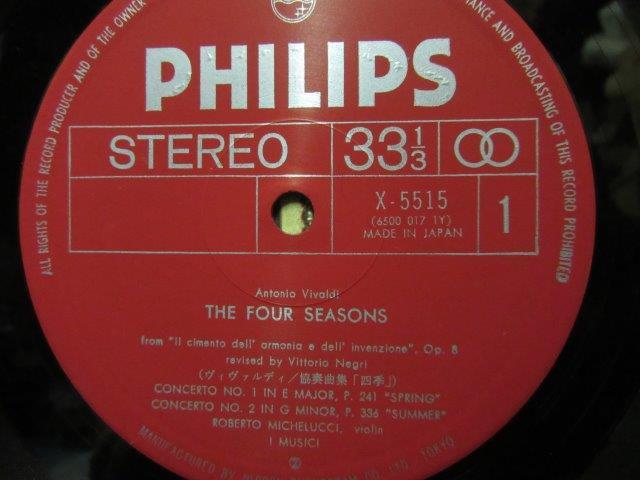 ALL RIGHTS OF THE RECORD PRODUCER AND OF THE OWNER
ANCE AND BROADCASTING OF THIS RECORD PROHIBITED
PHILIPS
STEREO
33 1/3
X-5515
(6500 017 1Y)
MADE IN JAPAN
1
Antonio Vivaldi
THE FOUR SEASONS
from "Il cimento dell' armonia e dell' invenzione", Op. 8
revised by Vittorio Negri
(ヴィヴァルディ/協奏曲集「四季」)
CONCERTO NO. 1 IN E MAJOR, P. 241 "SPRING"
CONCERTO NO. 2 IN G MINOR, P. 336 "SUMMER"
ROBERTO MICHELUCCI, violin
I MUSICI
MANUFACTURED BY CO., LTD., TOKYO